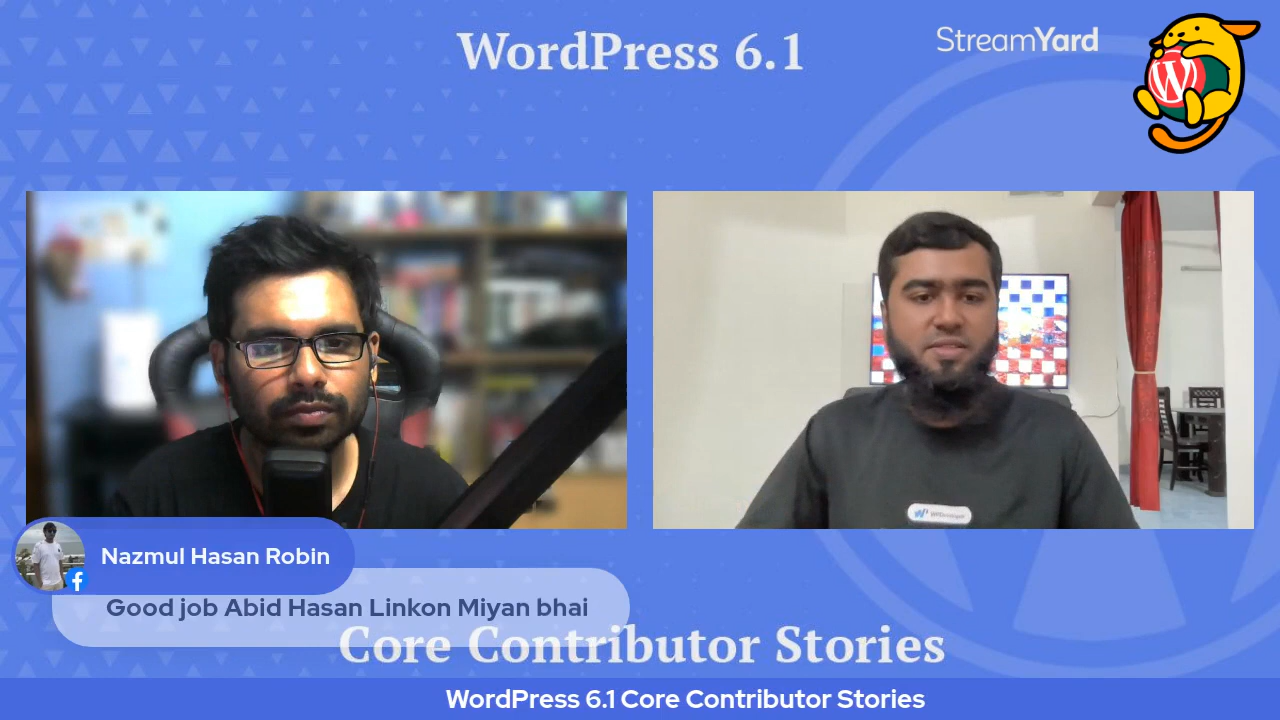 WordPress 6.1
StreamYard
Nazmul Hasan Robin
Good job Abid Hasan Linkon Miyan bhai
Core Contributor Stories
WordPress 6.1 Core Contributor Stories